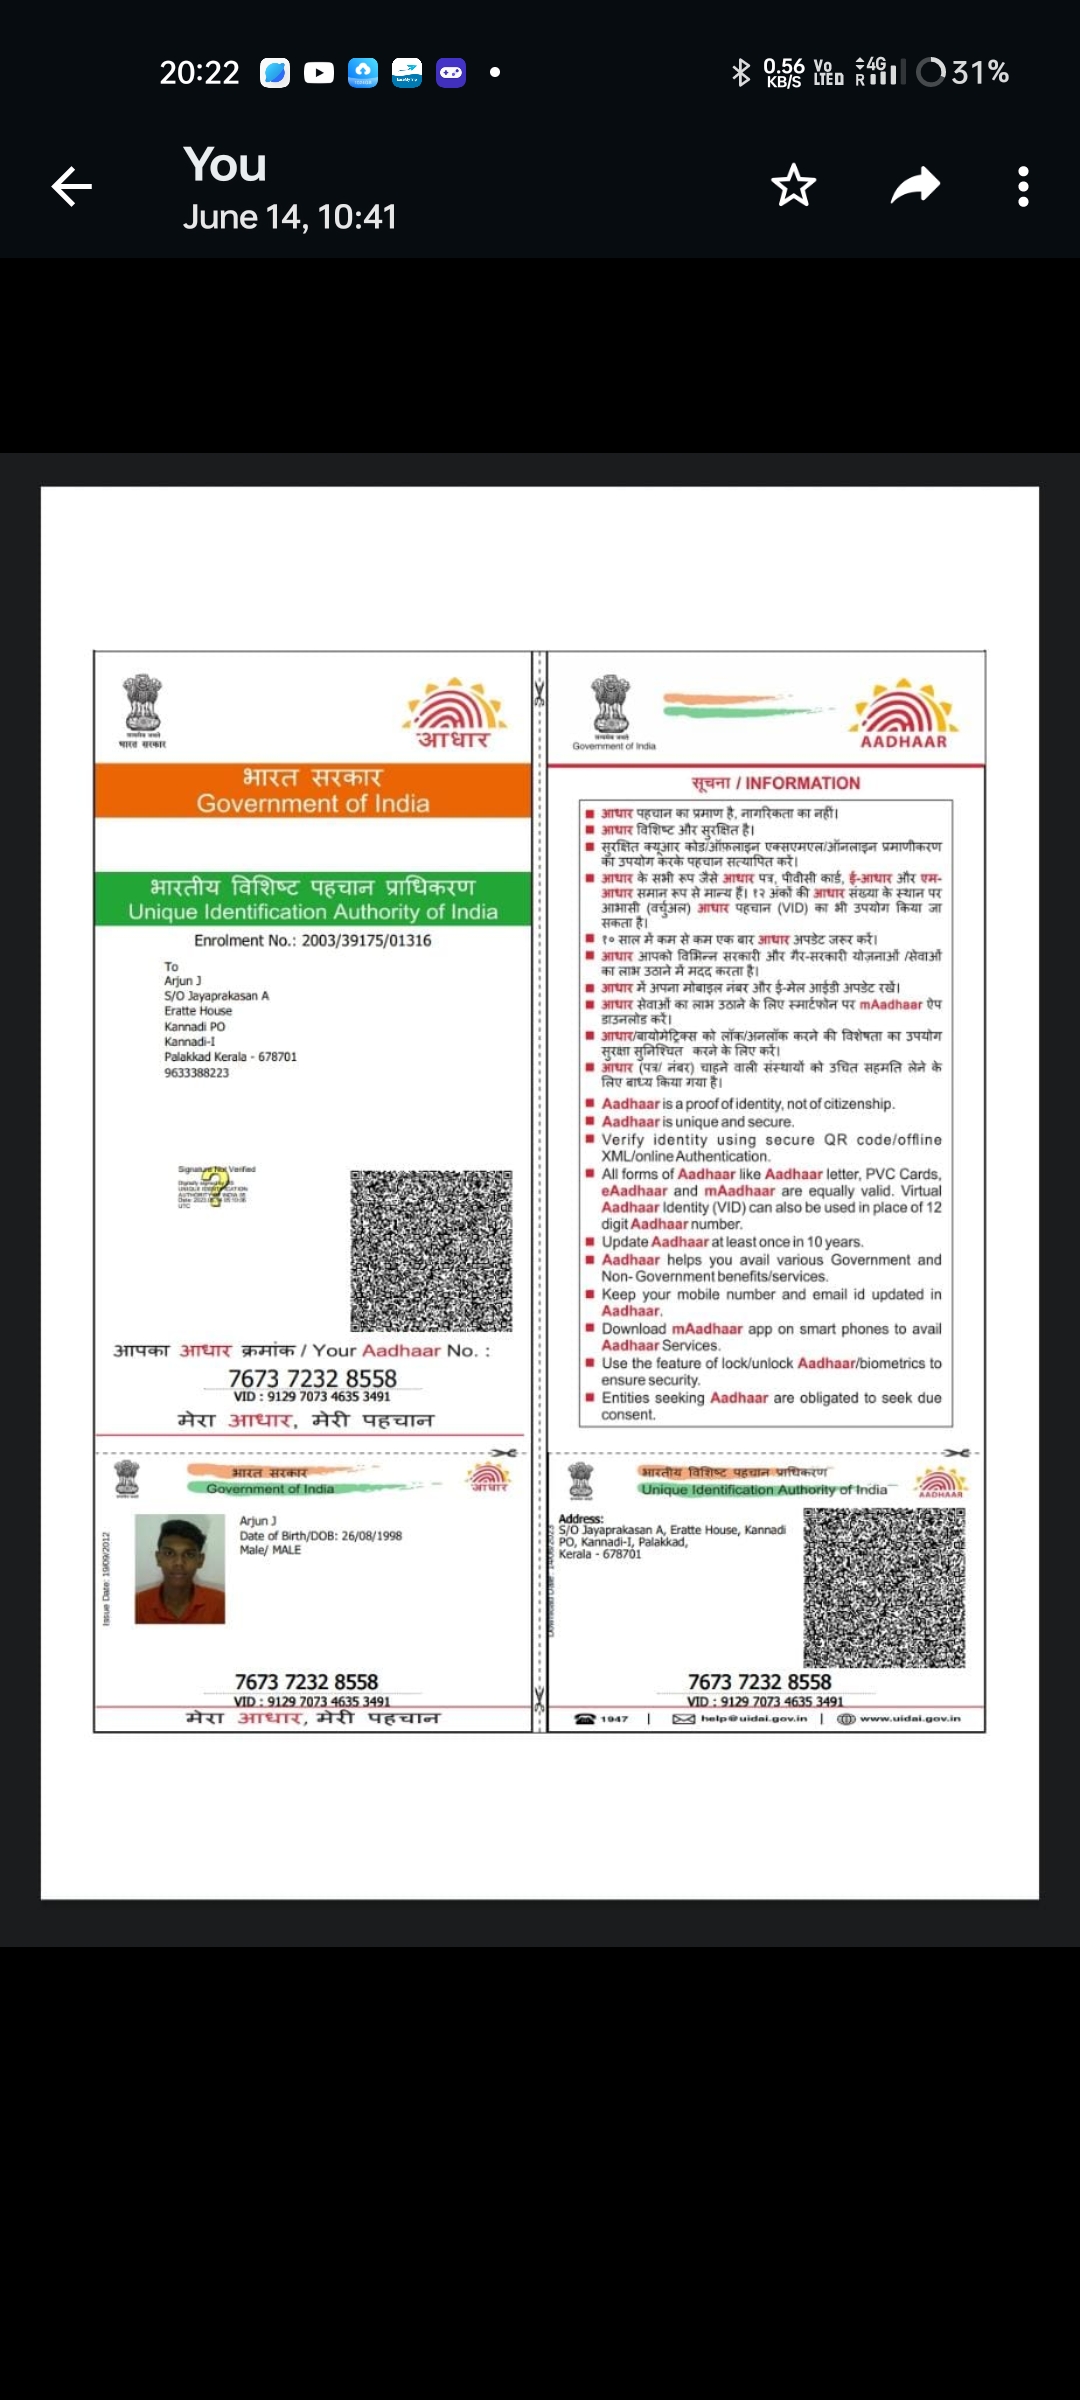 20:22
0.56 KB/S
Vo LTE
4G
R
31%
You
June 14, 10:41
भारत सरकार
आधार
भारत सरकार
Government of India
भारतीय विशिष्ट पहचान प्राधिकरण
Unique Identification Authority of India
Enrolment No.: 2003/39175/01316
To
Arjun J
S/O Jayaprakasan A
Eratte House
Kannadi PO
Kannadi-I
Palakkad Kerala - 678701
9633388223
Signature Not Verified
आपका आधार क्रमांक / Your Aadhaar No. :
7673 7232 8558
VID : 9129 7073 4635 3491
मेरा आधार, मेरी पहचान
Government of India
AADHAAR
सूचना / INFORMATION
आधार पहचान का प्रमाण है, नागरिकता का नहीं।
आधार विशिष्ट और सुरक्षित है।
सुरक्षित क्यूआर कोड/ऑफ़लाइन एक्सएमएल/ऑनलाइन प्रमाणीकरण
का उपयोग करके पहचान सत्यापित करें।
आधार के सभी रूप जैसे आधार पत्र, पीवीसी कार्ड, ई-आधार और एम-
आधार समान रूप से मान्य हैं। १२ अंकों की आधार संख्या के स्थान पर
आभासी (वर्चुअल) आधार पहचान (VID) का भी उपयोग किया जा
सकता है।
१० साल में कम से कम एक बार आधार अपडेट जरूर करें।
आधार आपको विभिन्न सरकारी और गैर-सरकारी योजनाओं /सेवाओं
का लाभ उठाने में मदद करता है।
आधार में अपना मोबाइल नंबर और ई-मेल आईडी अपडेट रखें।
आधार सेवाओं का लाभ उठाने के लिए स्मार्टफोन पर mAadhaar ऐप
डाउनलोड करें।
आधार/बायोमेट्रिक्स को लॉक/अनलॉक करने की विशेषता का उपयोग
सुरक्षा सुनिश्चित करने के लिए करें।
आधार (पत्र/ नंबर) चाहने वाली संस्थायों को उचित सहमति लेने के
लिए बाध्य किया गया है।
Aadhaar is a proof of identity, not of citizenship.
Aadhaar is unique and secure.
Verify identity using secure QR code/offline
XML/online Authentication.
All forms of Aadhaar like Aadhaar letter, PVC Cards,
eAadhaar and mAadhaar are equally valid. Virtual
Aadhaar Identity (VID) can also be used in place of 12
digit Aadhaar number.
Update Aadhaar at least once in 10 years.
Aadhaar helps you avail various Government and
Non- Government benefits/services.
Keep your mobile number and email id updated in
Aadhaar.
Download mAadhaar app on smart phones to avail
Aadhaar Services.
Use the feature of lock/unlock Aadhaar/biometrics to
ensure security.
Entities seeking Aadhaar are obligated to seek due
consent.
भारत सरकार
Government of India
आधार
Issue Date: 19/09/2012
Arjun J
Date of Birth/DOB: 26/08/1998
Male/ MALE
7673 7232 8558
VID : 9129 7073 4635 3491
मेरा आधार, मेरी पहचान
भारतीय विशिष्ट पहचान प्राधिकरण
Unique Identification Authority of India
AADHAAR
Address:
S/O Jayaprakasan A, Eratte House, Kannadi
PO, Kannadi-I, Palakkad,
Kerala - 678701
7673 7232 8558
VID : 9129 7073 4635 3491
1947 | help@uidai.gov.in | www.uidai.gov.in